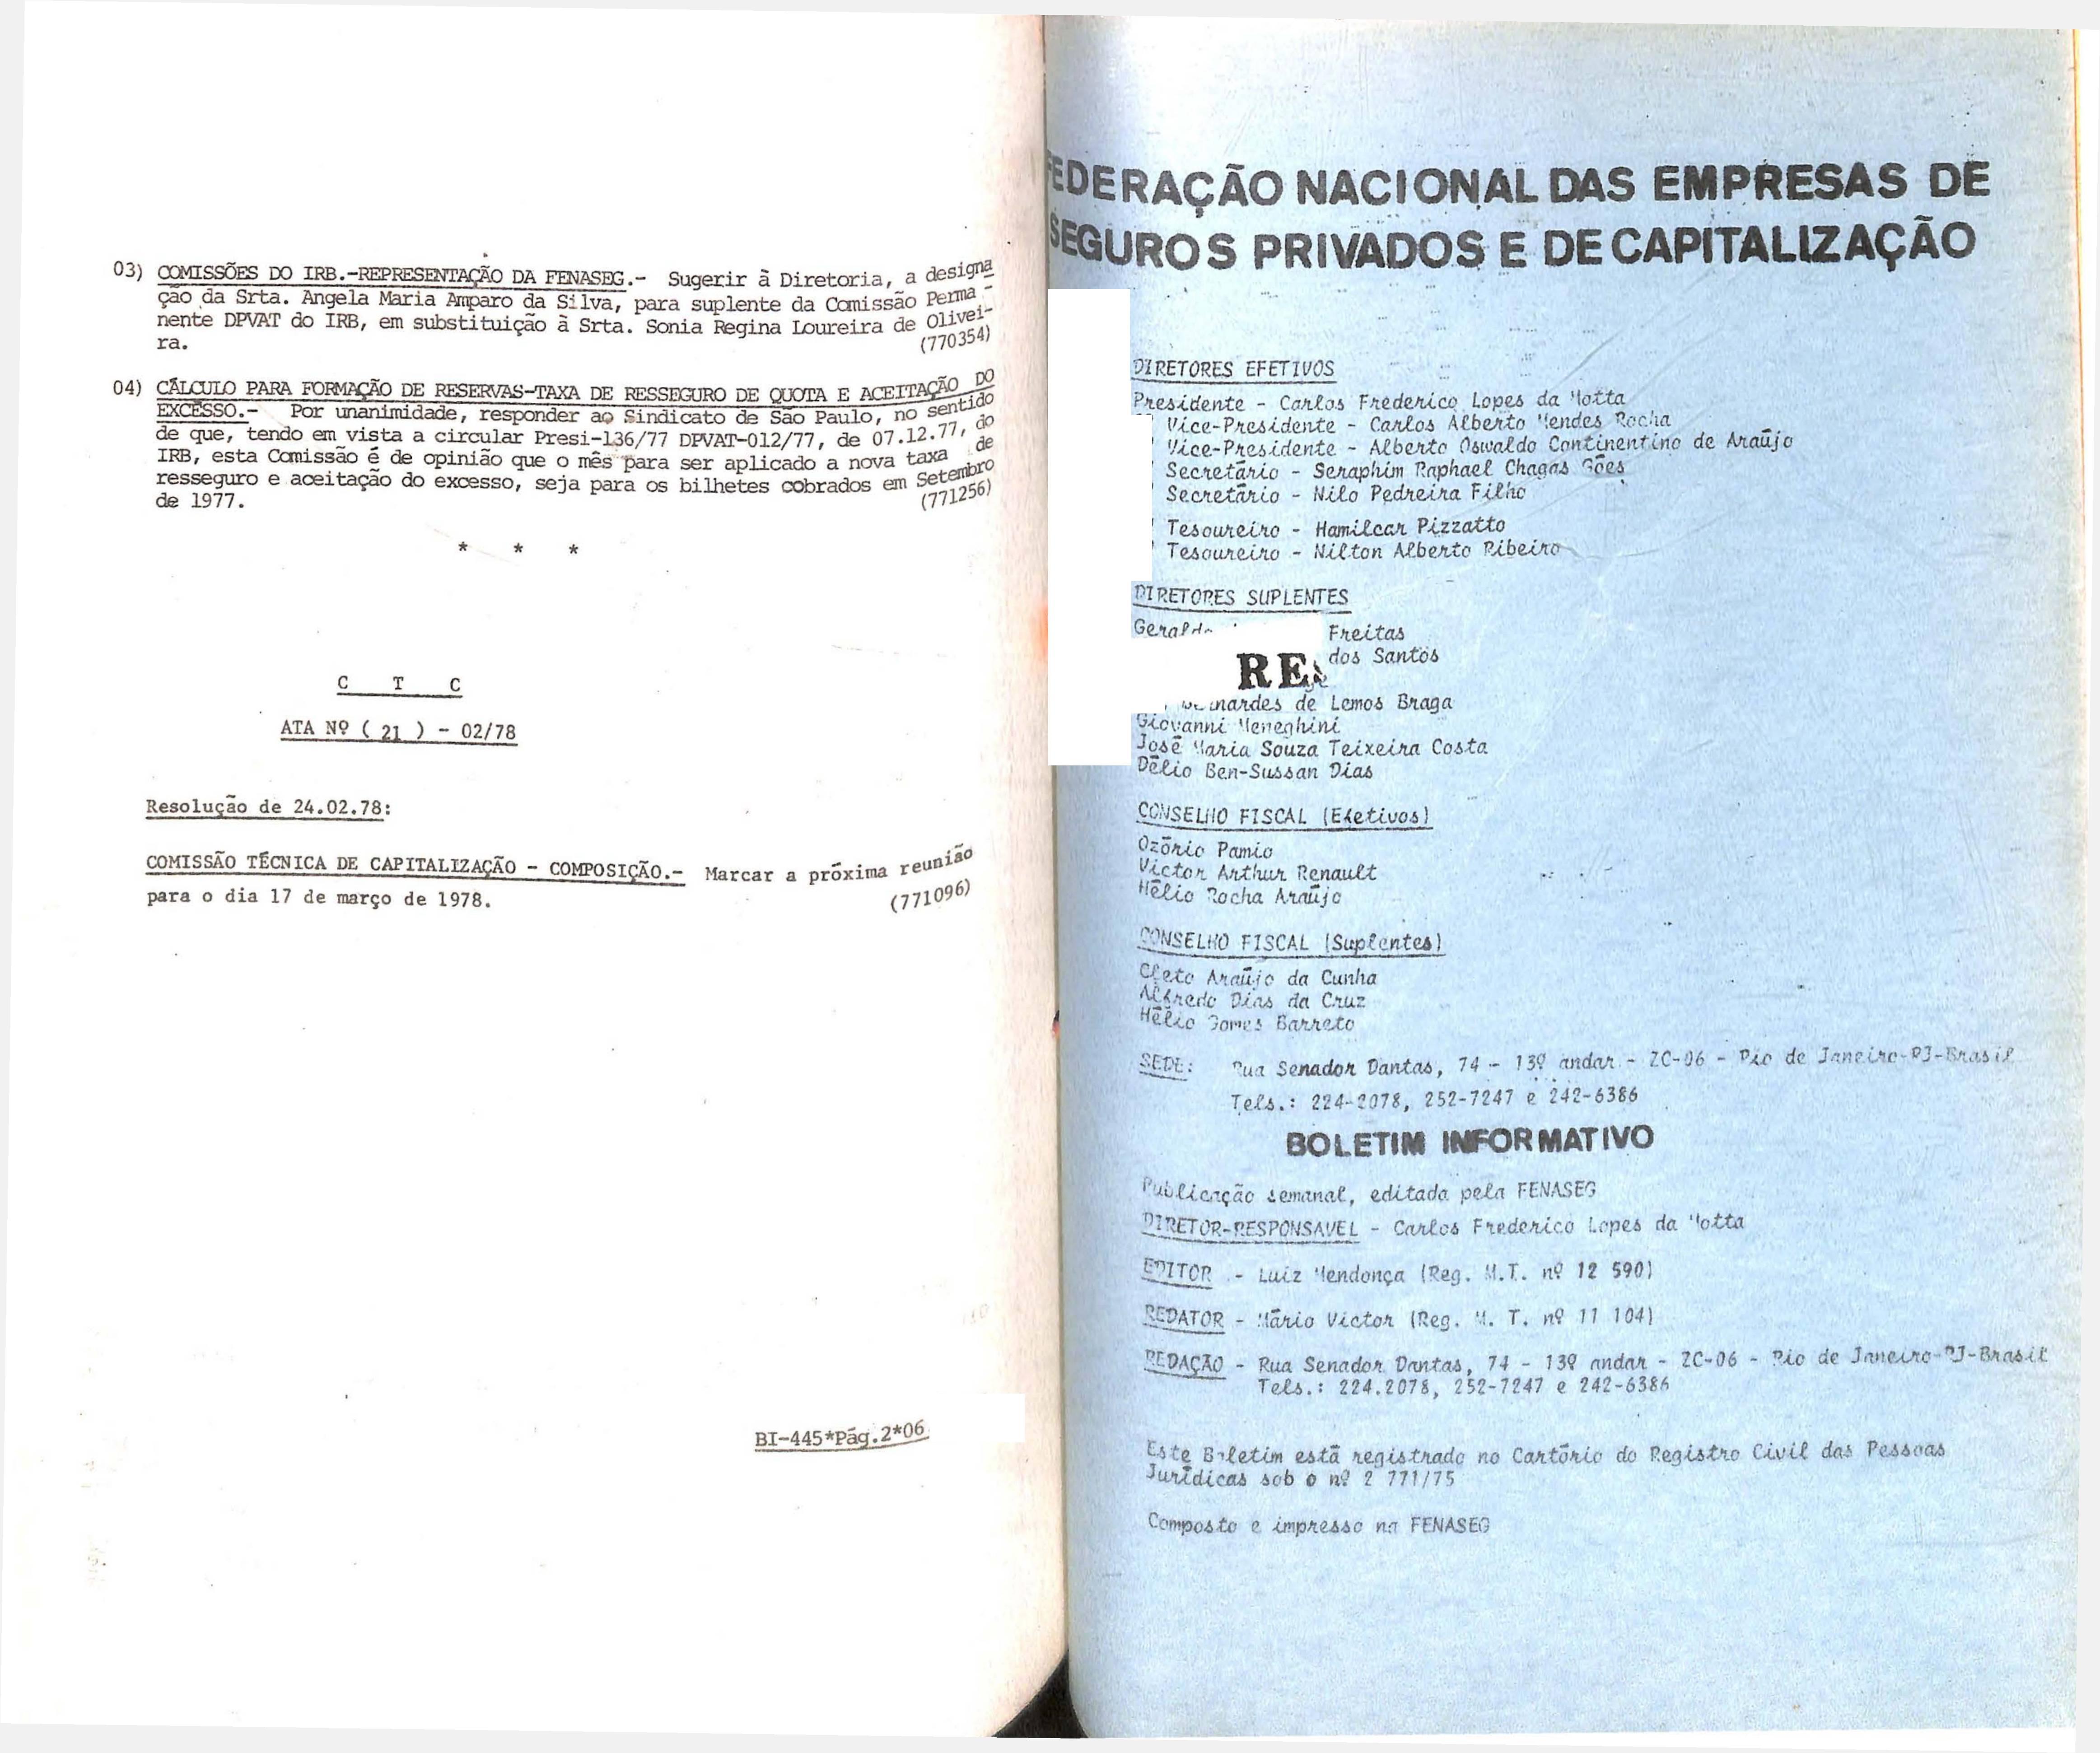 03) COMISSÕES DO IRB.-REPRESENTAÇÃO DA FENASEG.- Sugerir à Diretoria, a designa
ção da Srta. Angela Maria Amparo da Silva, para suplente da Comissão Perma -
nente DPVAT do IRB, em substituição à Srta. Sonia Regina Loureira de Olivei-
ra. (770354)
04) CÁLCULO PARA FORMAÇÃO DE RESERVAS-TAXA DE RESSEGURO DE QUOTA E ACEITAÇÃO DO
EXCESSO.- Por unanimidade, responder ao Sindicato de São Paulo, no sentido
de que, tendo em vista a circular Presi-136/77 DPVAT-012/77, de 07.12.77, do
IRB, esta Comissão é de opinião que o mês para ser aplicado a nova taxa de
resseguro e aceitação do excesso, seja para os bilhetes cobrados em Setembro
de 1977. (771256)
* * *
C T C
ATA Nº ( 21 ) - 02/78
Resolução de 24.02.78:
COMISSÃO TÉCNICA DE CAPITALIZAÇÃO - COMPOSIÇÃO.- Marcar a próxima reunião
para o dia 17 de março de 1978. (771096)
BI-445*Pág.2*06
FEDERAÇÃO NACIONAL DAS EMPRESAS DE
SEGUROS PRIVADOS E DE CAPITALIZAÇÃO
DIRETORES EFETIVOS
Presidente - Carlos Frederico Lopes da Motta
Vice-Presidente - Carlos Alberto Mendes Rocha
Vice-Presidente - Alberto Oswaldo Continentino de Araújo
Secretário - Seraphim Raphael Chagas Góes
Secretário - Nilo Pedreira Filho
Tesoureiro - Hamilcar Pizzatto
Tesoureiro - Nilton Alberto Ribeiro
DIRETORES SUPLENTES
Freitas
dos Santos
RES
de Lemos Braga
Giovanni Meneghini
José Maria Souza Teixeira Costa
Délio Ben-Sussan Dias
CONSELHO FISCAL (Efetivos)
Ozório Pamio
Victor Arthur Renault
Hélio Rocha Araújo
CONSELHO FISCAL (Suplentes)
Cleto Araújo da Cunha
Alfredo Dias da Cruz
Hélio Gomes Barreto
SEDE: Rua Senador Dantas, 74 - 13º andar - ZC-06 - Rio de Janeiro-RJ-Brasil
Tels.: 224-2078, 252-7247 e 242-6386
BOLETIM INFORMATIVO
Publicação semanal, editada pela FENASEG
DIRETOR-RESPONSAVEL - Carlos Frederico Lopes da Motta
EDITOR - Luiz Mendonça (Reg. M.T. nº 12 590)
REDATOR - Mário Victor (Reg. M. T. nº 11 104)
REDAÇÃO - Rua Senador Dantas, 74 - 13º andar - ZC-06 - Rio de Janeiro-RJ-Brasil
Tels.: 224.2078, 252-7247 e 242-6386
Este Boletim está registrado no Cartório do Registro Civil das Pessoas
Jurídicas sob o nº 2 771/75
Composto e impresso na FENASEG